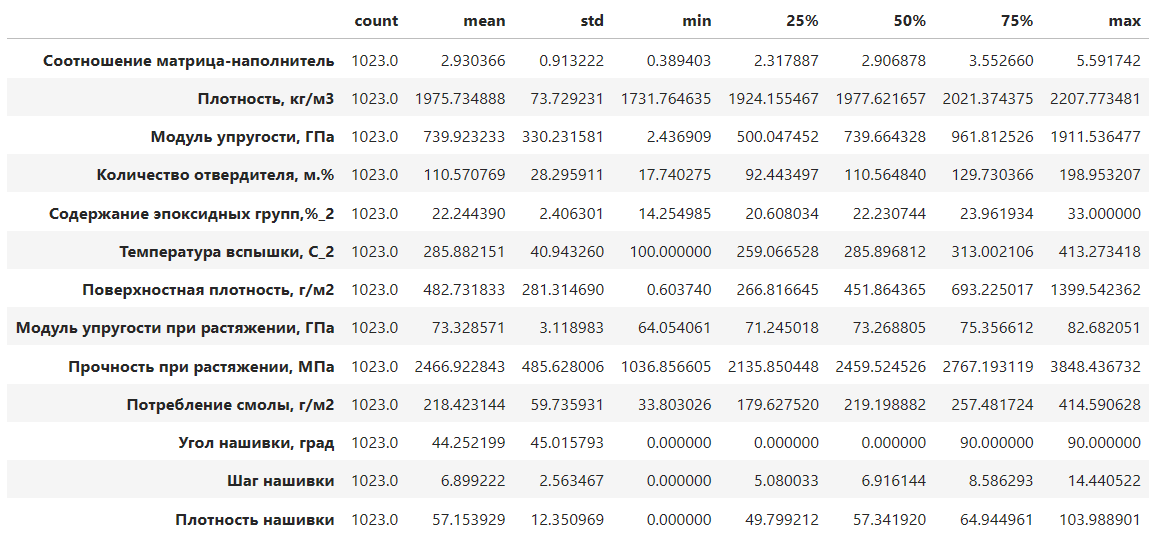 count mean std min 25% 50% 75% max
Соотношение матрица-наполнитель 1023.0 2.930366 0.913222 0.389403 2.317887 2.906878 3.552660 5.591742
Плотность, кг/м3 1023.0 1975.734888 73.729231 1731.764635 1924.155467 1977.621657 2021.374375 2207.773481
Модуль упругости, ГПа 1023.0 739.923233 330.231581 2.436909 500.047452 739.664328 961.812526 1911.536477
Количество отвердителя, м.% 1023.0 110.570769 28.295911 17.740275 92.443497 110.564840 129.730366 198.953207
Содержание эпоксидных групп,%_2 1023.0 22.244390 2.406301 14.254985 20.608034 22.230744 23.961934 33.000000
Температура вспышки, С_2 1023.0 285.882151 40.943260 100.000000 259.066528 285.896812 313.002106 413.273418
Поверхностная плотность, г/м2 1023.0 482.731833 281.314690 0.603740 266.816645 451.864365 693.225017 1399.542362
Модуль упругости при растяжении, ГПа 1023.0 73.328571 3.118983 64.054061 71.245018 73.268805 75.356612 82.682051
Прочность при растяжении, МПа 1023.0 2466.922843 485.628006 1036.856605 2135.850448 2459.524526 2767.193119 3848.436732
Потребление смолы, г/м2 1023.0 218.423144 59.735931 33.803026 179.627520 219.198882 257.481724 414.590628
Угол нашивки, град 1023.0 44.252199 45.015793 0.000000 0.000000 0.000000 90.000000 90.000000
Шаг нашивки 1023.0 6.899222 2.563467 0.000000 5.080033 6.916144 8.586293 14.440522
Плотность нашивки 1023.0 57.153929 12.350969 0.000000 49.799212 57.341920 64.944961 103.988901